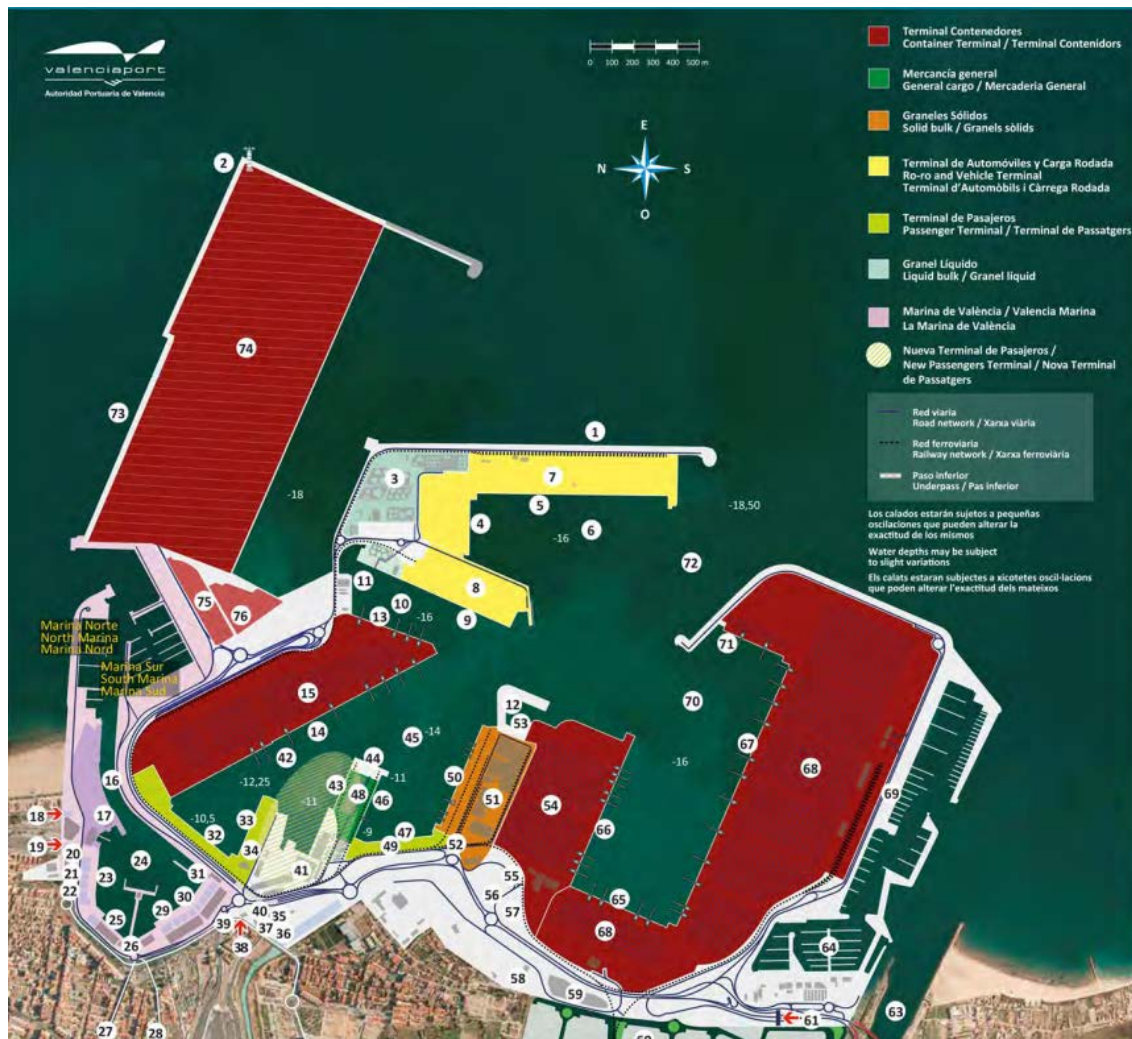 valenciaport
Autoridad Portuaria de Valencia
0 100 200 300 400 500 m
E
N
S
O
Terminal Contenedores
Container Terminal / Terminal Contenidors
Mercancía general
General cargo / Mercaderia General
Graneles Sólidos
Solid bulk / Granels sòlids
Terminal de Automóviles y Carga Rodada
Ro-ro and Vehicle Terminal
Terminal d'Automòbils i Càrrega Rodada
Terminal de Pasajeros
Passenger Terminal / Terminal de Passatgers
Granel Líquido
Liquid bulk / Granel líquid
Marina de València / Valencia Marina
La Marina de València
Nueva Terminal de Pasajeros /
New Passengers Terminal / Nova Terminal
de Passatgers
Red viaria
Road network / Xarxa viària
Red ferroviaria
Railway network / Xarxa ferroviària
Paso inferior
Underpass / Pas inferior
Los calados estarán sujetos a pequeñas
oscilaciones que pueden alterar la
exactitud de los mismos
Water depths may be subject
to slight variations
Els calats estaran subjectes a xicotetes oscil·lacions
que poden alterar l'exactitud dels mateixos
2
74
73
1
3
7
-18
4
5
6
-16
-18,50
72
11
8
10
9
13
-16
75
76
Marina Norte
North Marina
Marina Nord
Marina Sur
South Marina
Marina Sud
71
15
12
70
14
53
45
-14
67
42
44
-16
68
16
-12,25
43
-11
50
69
48
46
51
54
-11
18
17
-10,5
33
66
32
47
-9
19
34
49
52
20
24
41
21
23
31
55
22
30
56
65
40
35
57
25
29
39
37
36
68
26
38
64
58
59
27
28
61
63
60